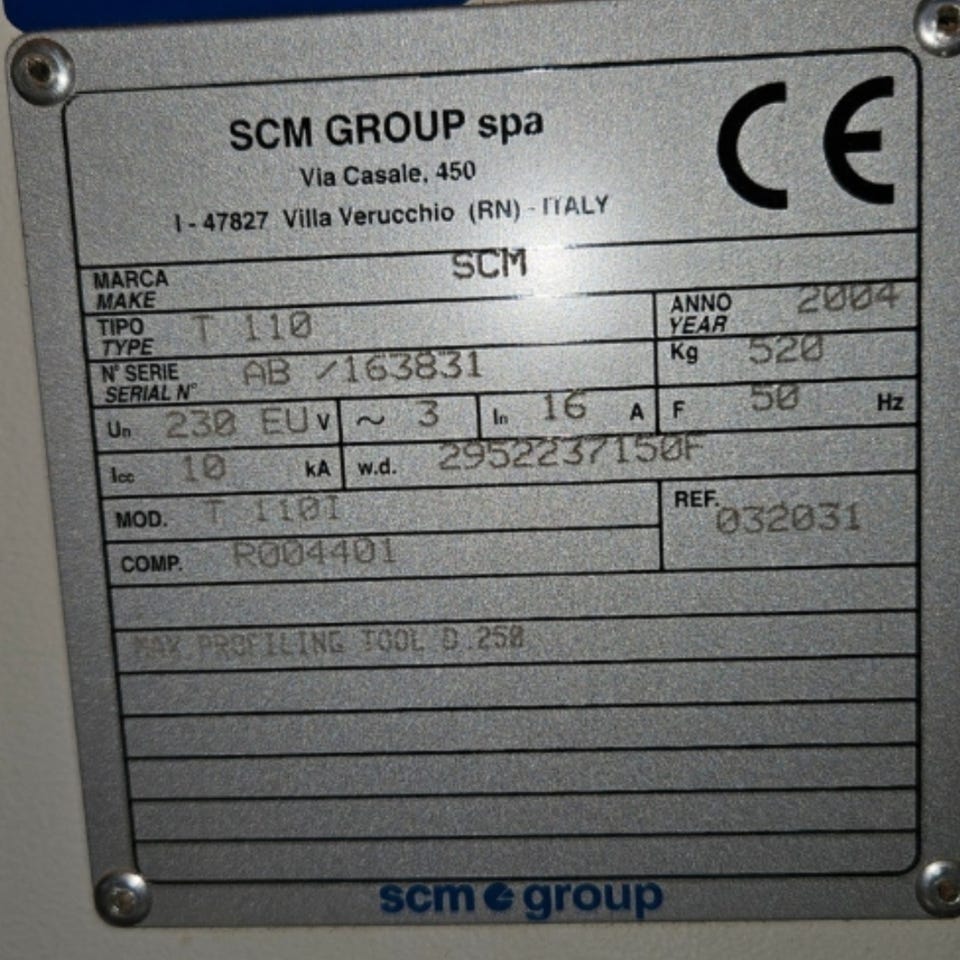 SCM GROUP spa
Via Casale, 450
I - 47827 Villa Verucchio (RN) - ITALY
CE
MARCA
MAKE
SCM
TIPO
TYPE
T 110
ANNO
YEAR
2004
N° SERIE
SERIAL N°
AB /163831
Kg 520
Un 230 EU V ~ 3 In 16 A F 50 Hz
Icc 10 kA w.d. 2952237150F
MOD. T 110I
REF. 032031
COMP. R004401
MAX PROFILING TOOL D.250
scm group